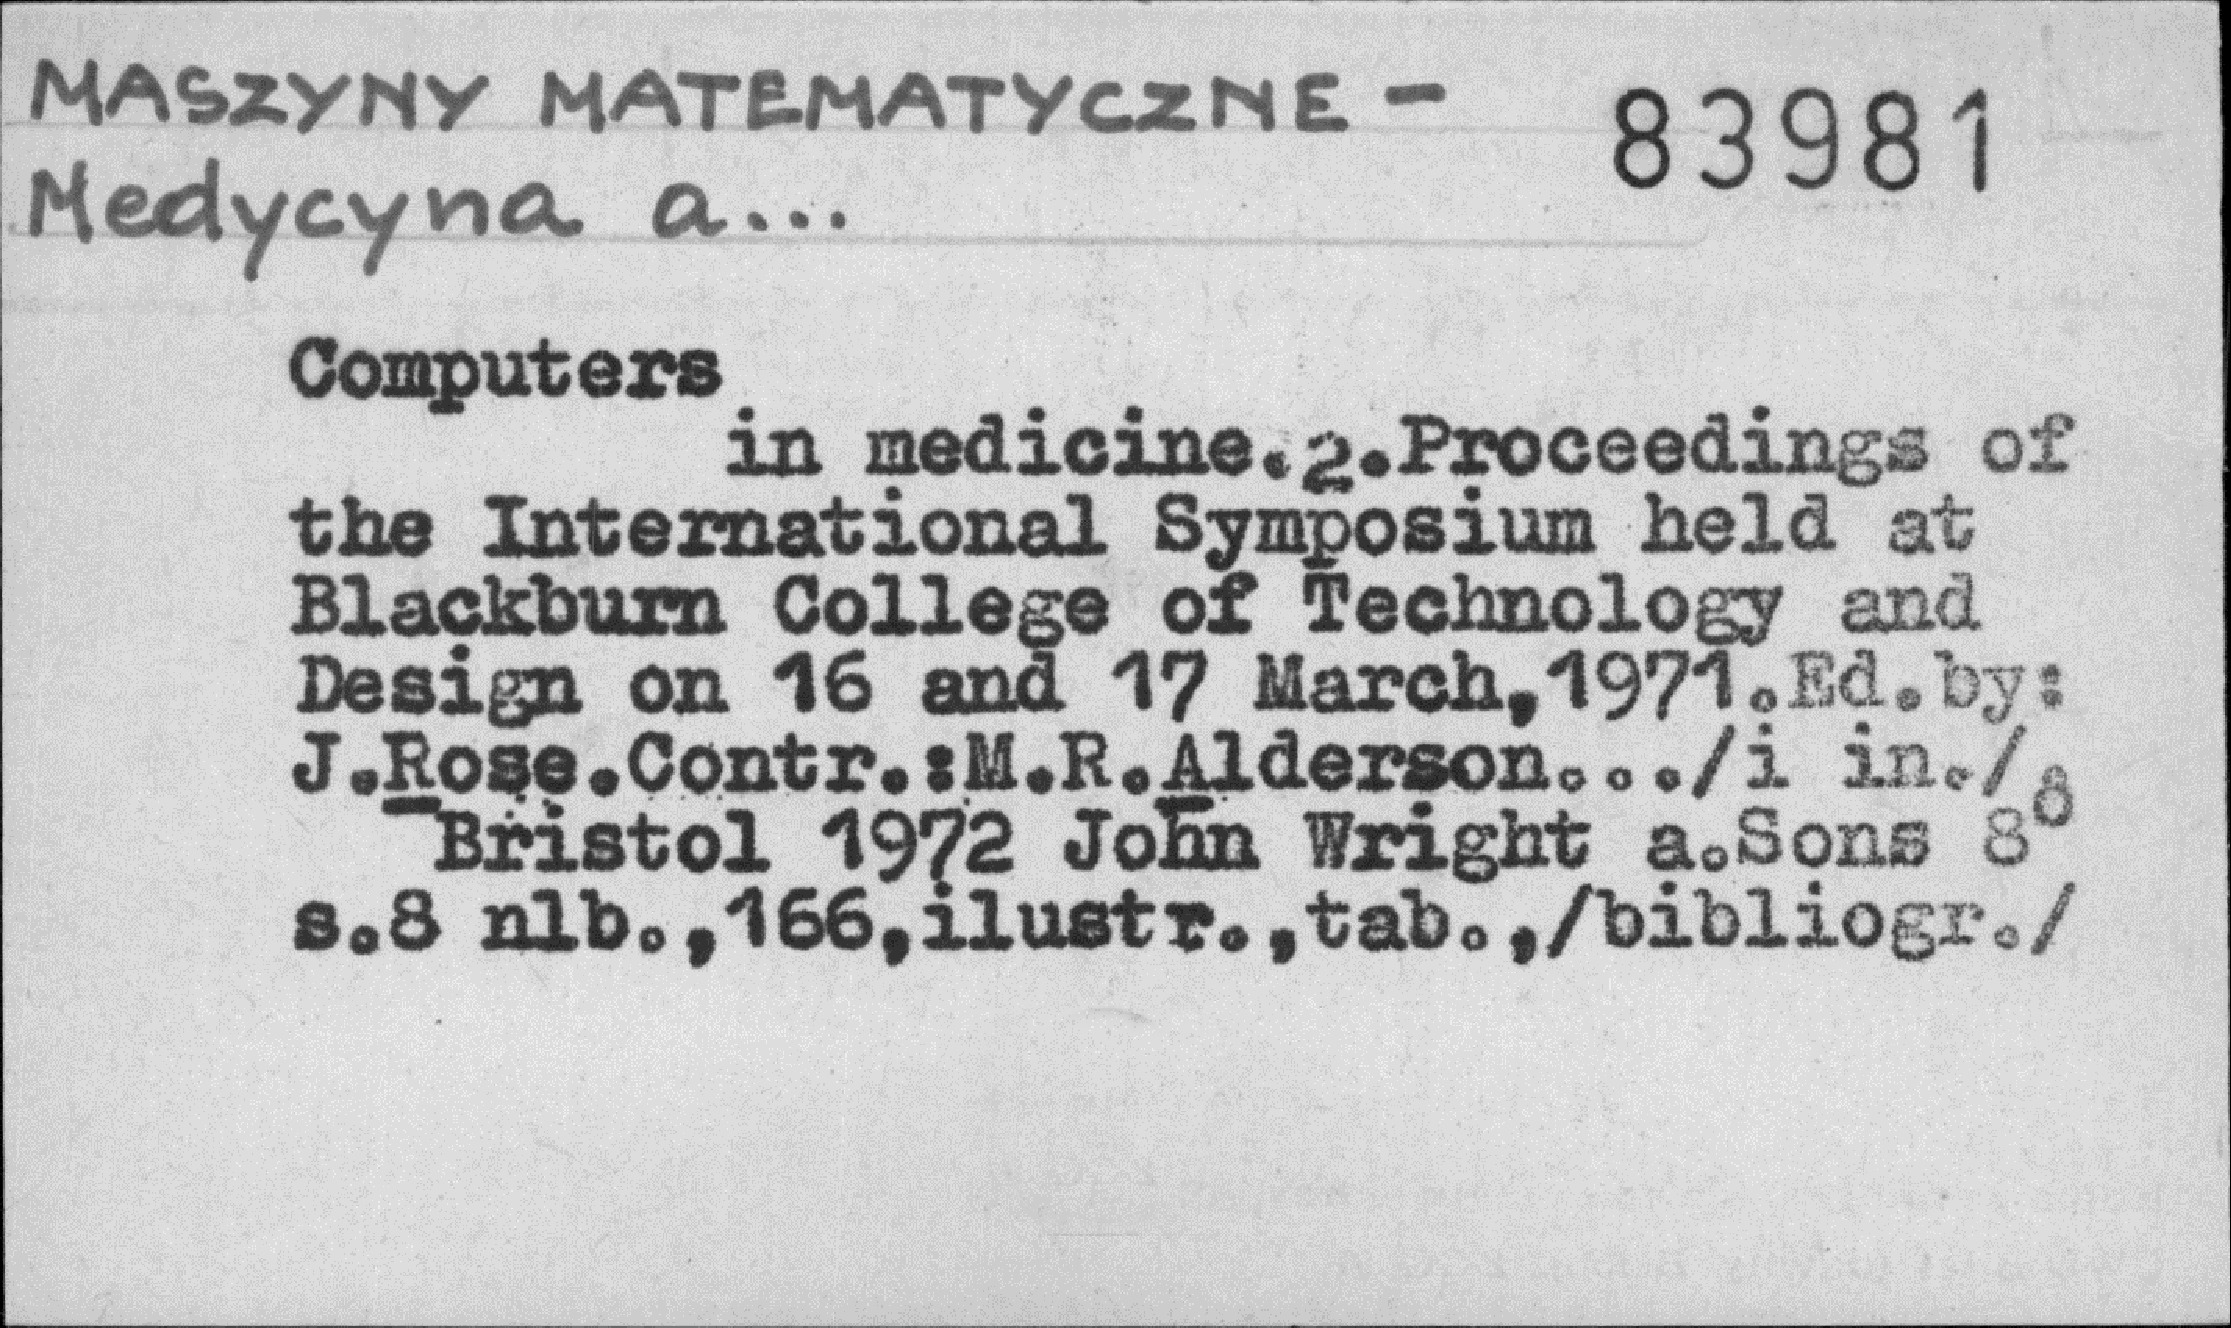 MASZYNY MATEMATYCZNE -
83981
Medycyna a...
Computers
in medicine.2.Proceedings of
the International Symposium held at
Blackburn College of Technology and
Design on 16 and 17 March,1971.Ed.by:
J.Rose.Contr.:M.R.Alderson.../i in./.
Bristol 1972 John Wright a.Sons 8°
s.8 nlb.,166,ilustr.,tab.,/bibliogr./